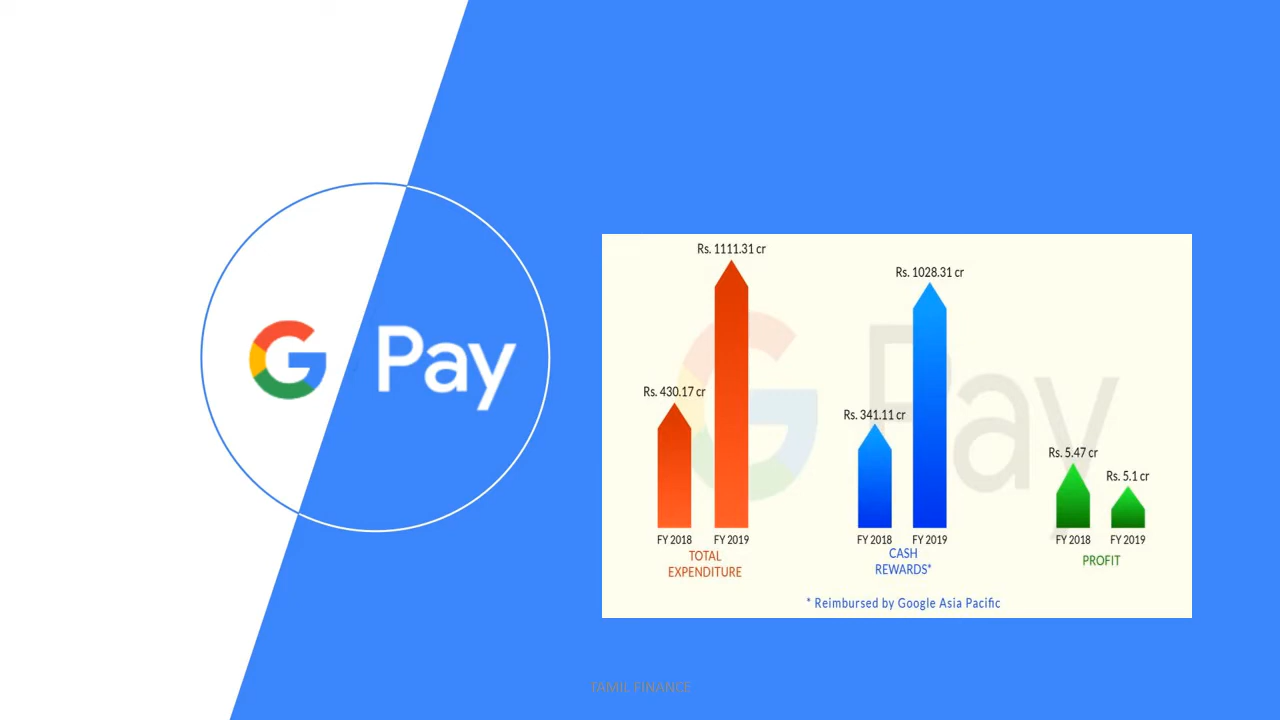 G Pay
Rs. 1111.31 cr
Rs. 430.17 cr
FY 2018 FY 2019
TOTAL
EXPENDITURE
Rs. 1028.31 cr
Rs. 341.11 cr
FY 2018 FY 2019
CASH
REWARDS*
Rs. 5.47 cr
Rs. 5.1 cr
FY 2018 FY 2019
PROFIT
G Pay
* Reimbursed by Google Asia Pacific
TAMIL FINANCE